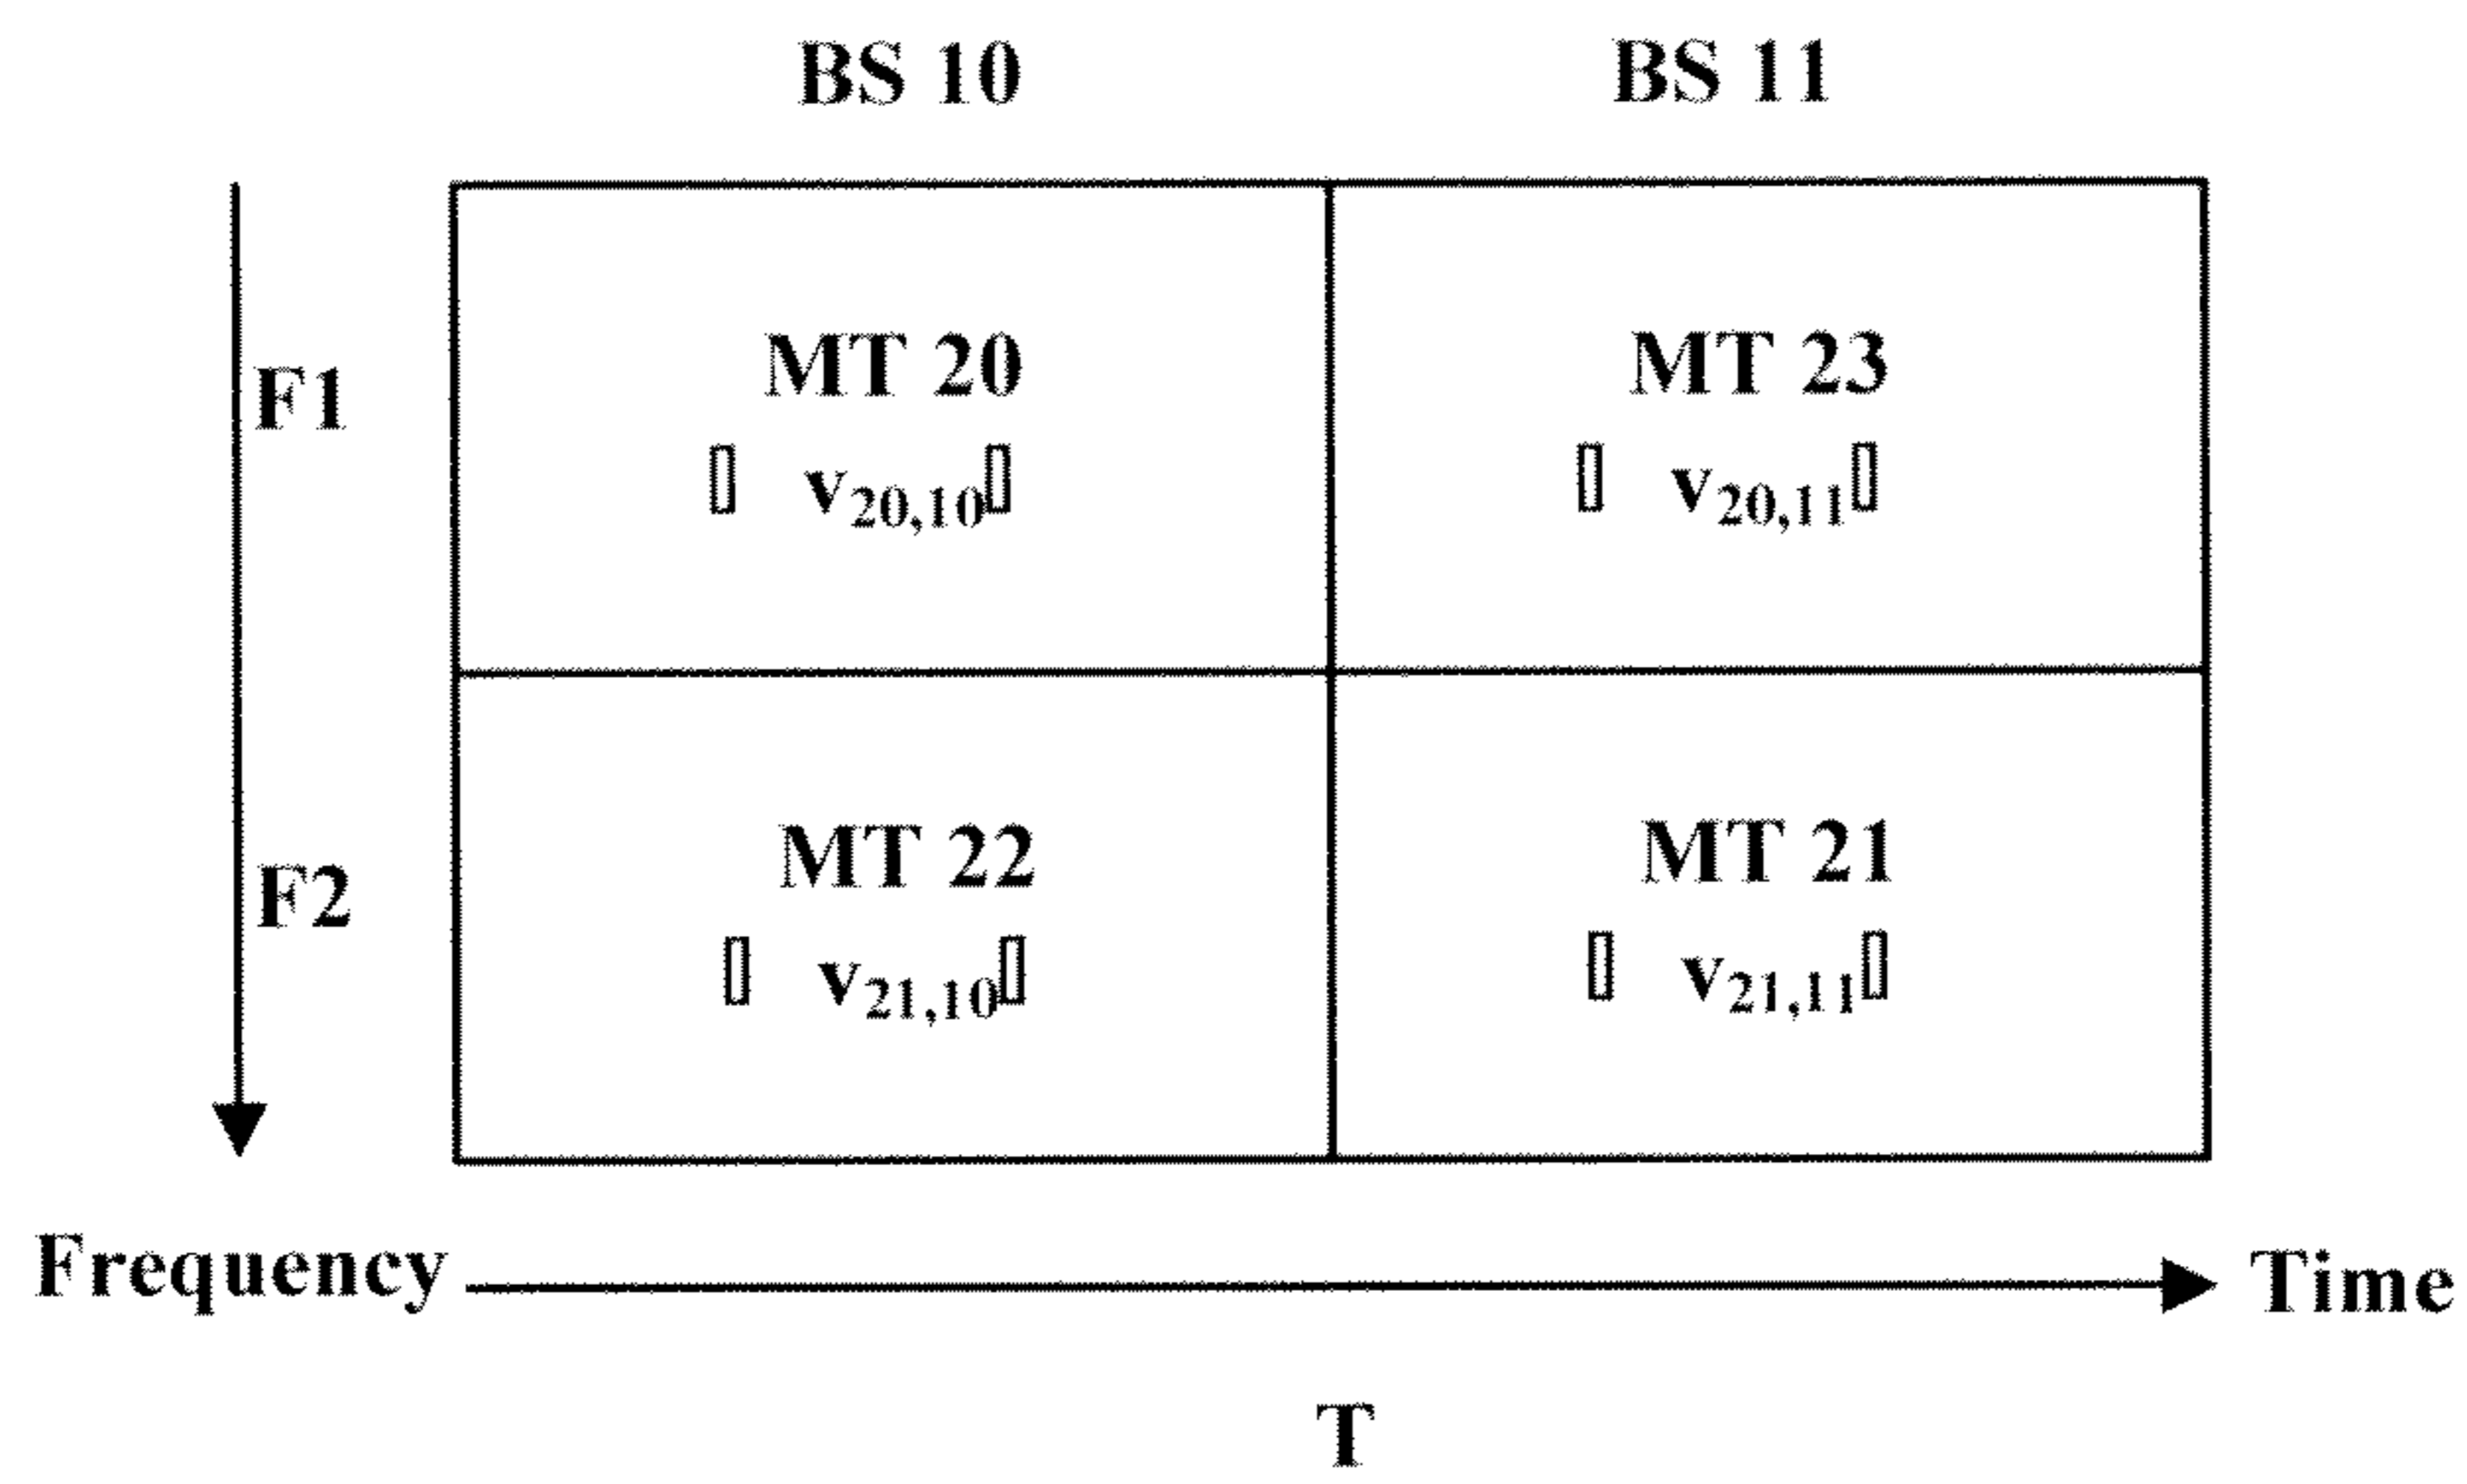 BS 10 BS 11
MT 20 MT 23
F1
▯ v20,10▯ ▯ v20,11▯
MT 22 MT 21
F2
▯ v21,10▯ ▯ v21,11▯
Frequency Time
T